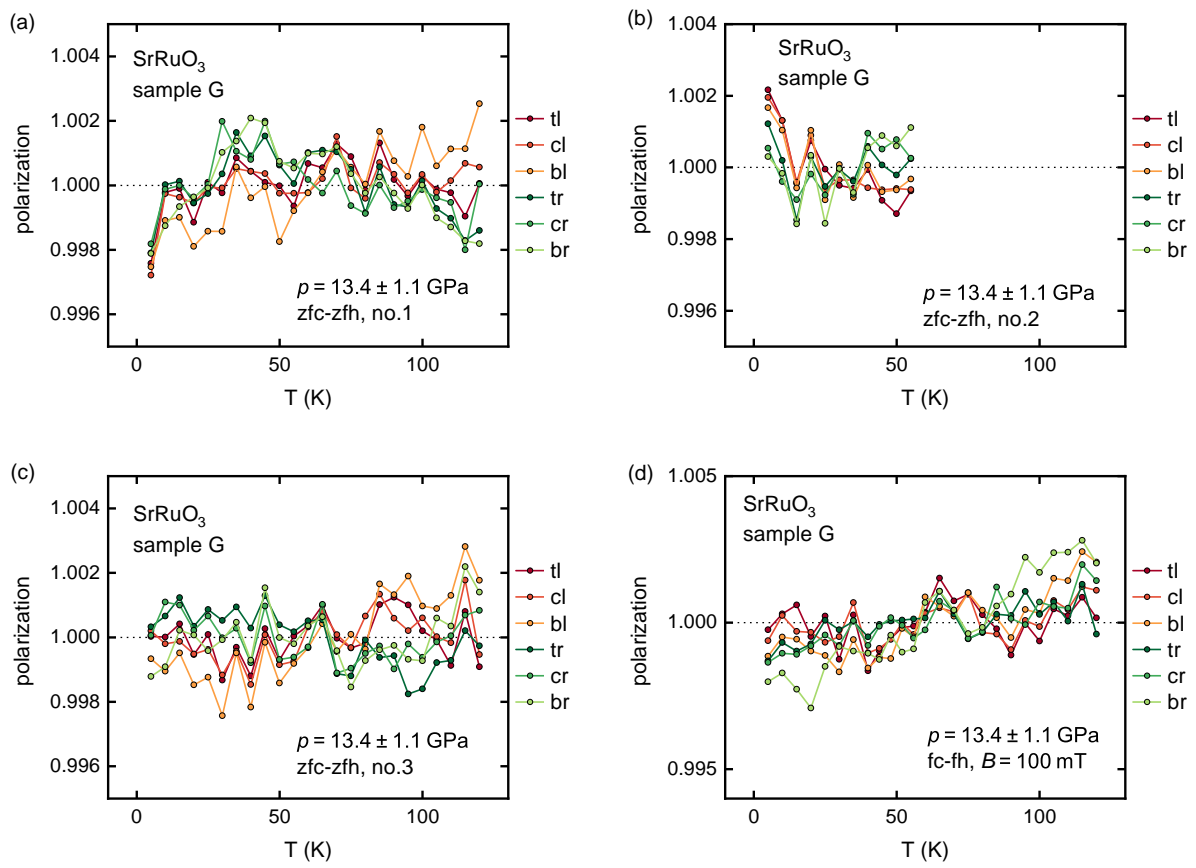 (a)
1.004
1.002
1.000
0.998
0.996
polarization
SrRuO₃
sample G
p = 13.4 ± 1.1 GPa
zfc-zfh, no.1
0
50
100
T (K)
tl
cl
bl
tr
cr
br
(b)
1.004
1.002
1.000
0.998
0.996
polarization
SrRuO₃
sample G
p = 13.4 ± 1.1 GPa
zfc-zfh, no.2
0
50
100
T (K)
tl
cl
bl
tr
cr
br
(c)
1.004
1.002
1.000
0.998
0.996
polarization
SrRuO₃
sample G
p = 13.4 ± 1.1 GPa
zfc-zfh, no.3
0
50
100
T (K)
tl
cl
bl
tr
cr
br
(d)
1.005
1.000
0.995
polarization
SrRuO₃
sample G
p = 13.4 ± 1.1 GPa
fc-fh, B = 100 mT
0
50
100
T (K)
tl
cl
bl
tr
cr
br